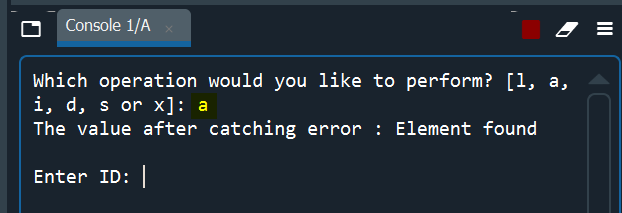 Console 1/A ×
Which operation would you like to perform? [l, a,
i, d, s or x]: a
The value after catching error : Element found
Enter ID: